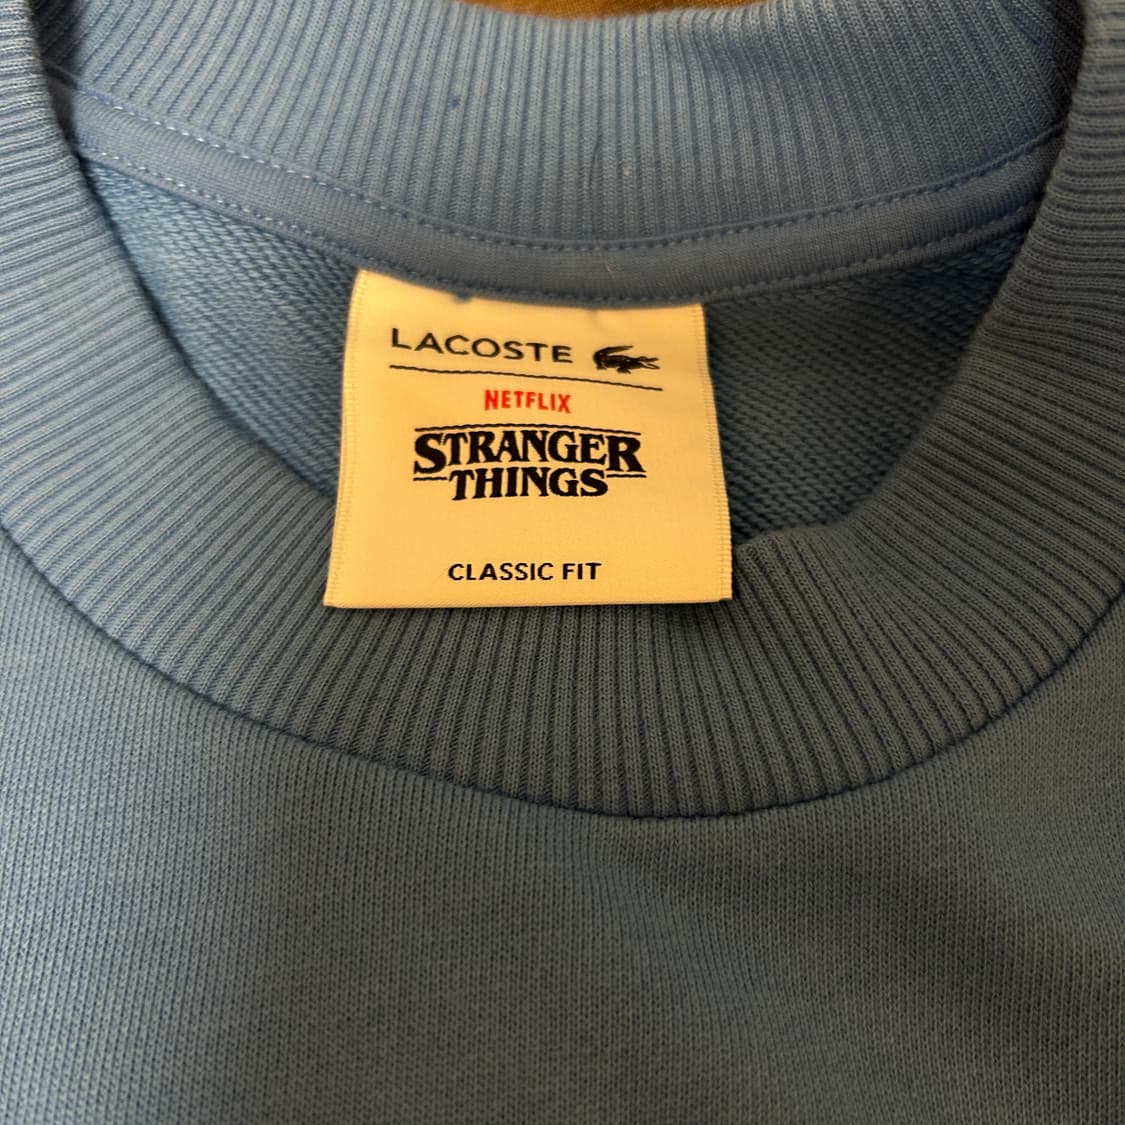 LACOSTE
NETFLIX
STRANGER
THINGS
CLASSIC FIT